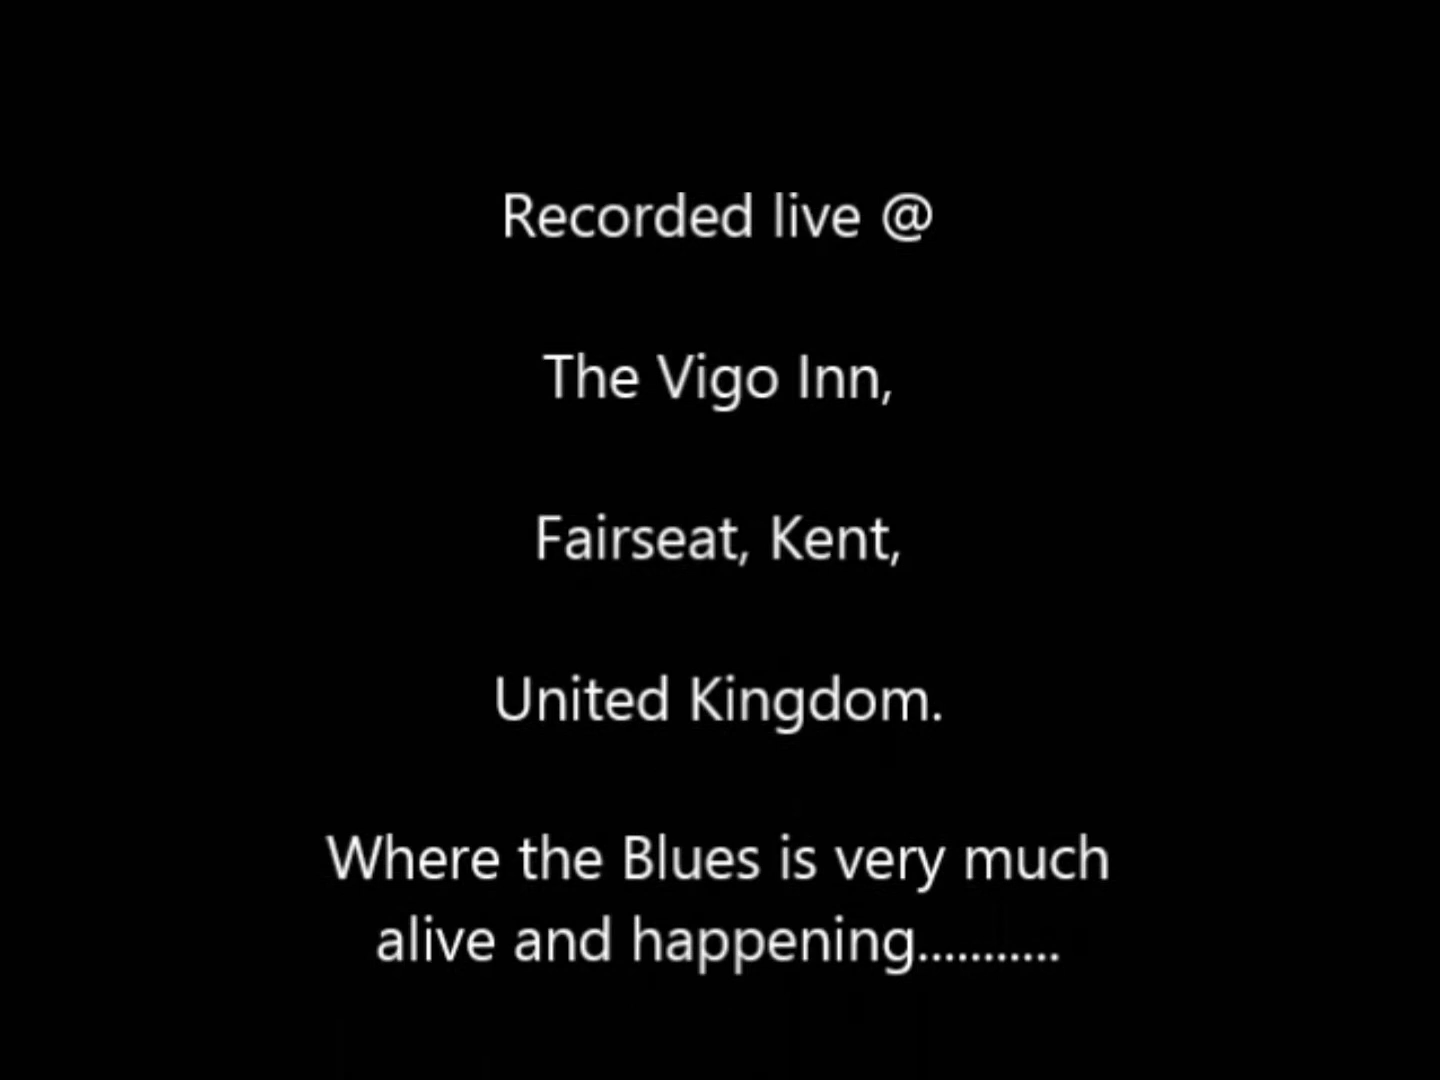 Recorded live @
The Vigo Inn,
Fairseat, Kent,
United Kingdom.
Where the Blues is very much
alive and happening...........